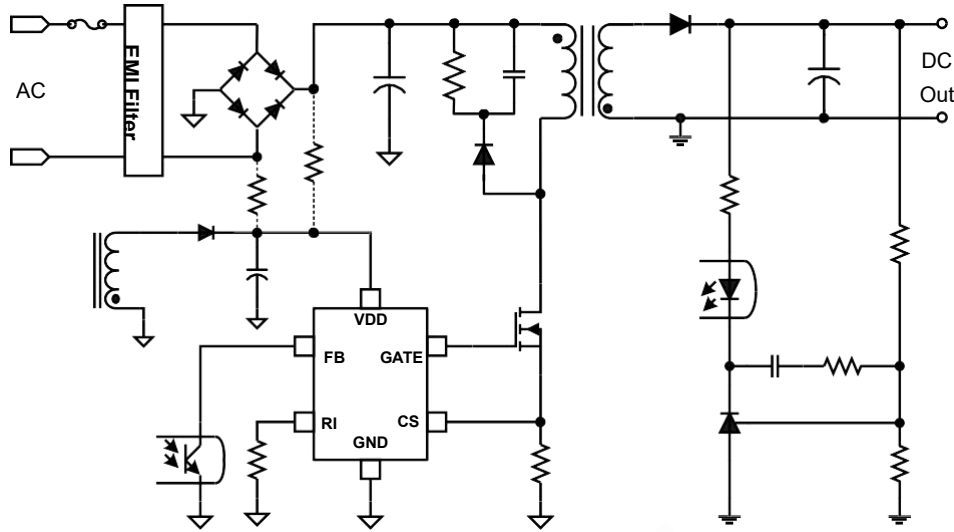 AC
EMI Filter
DC
Out
VDD
FB
GATE
RI
CS
GND